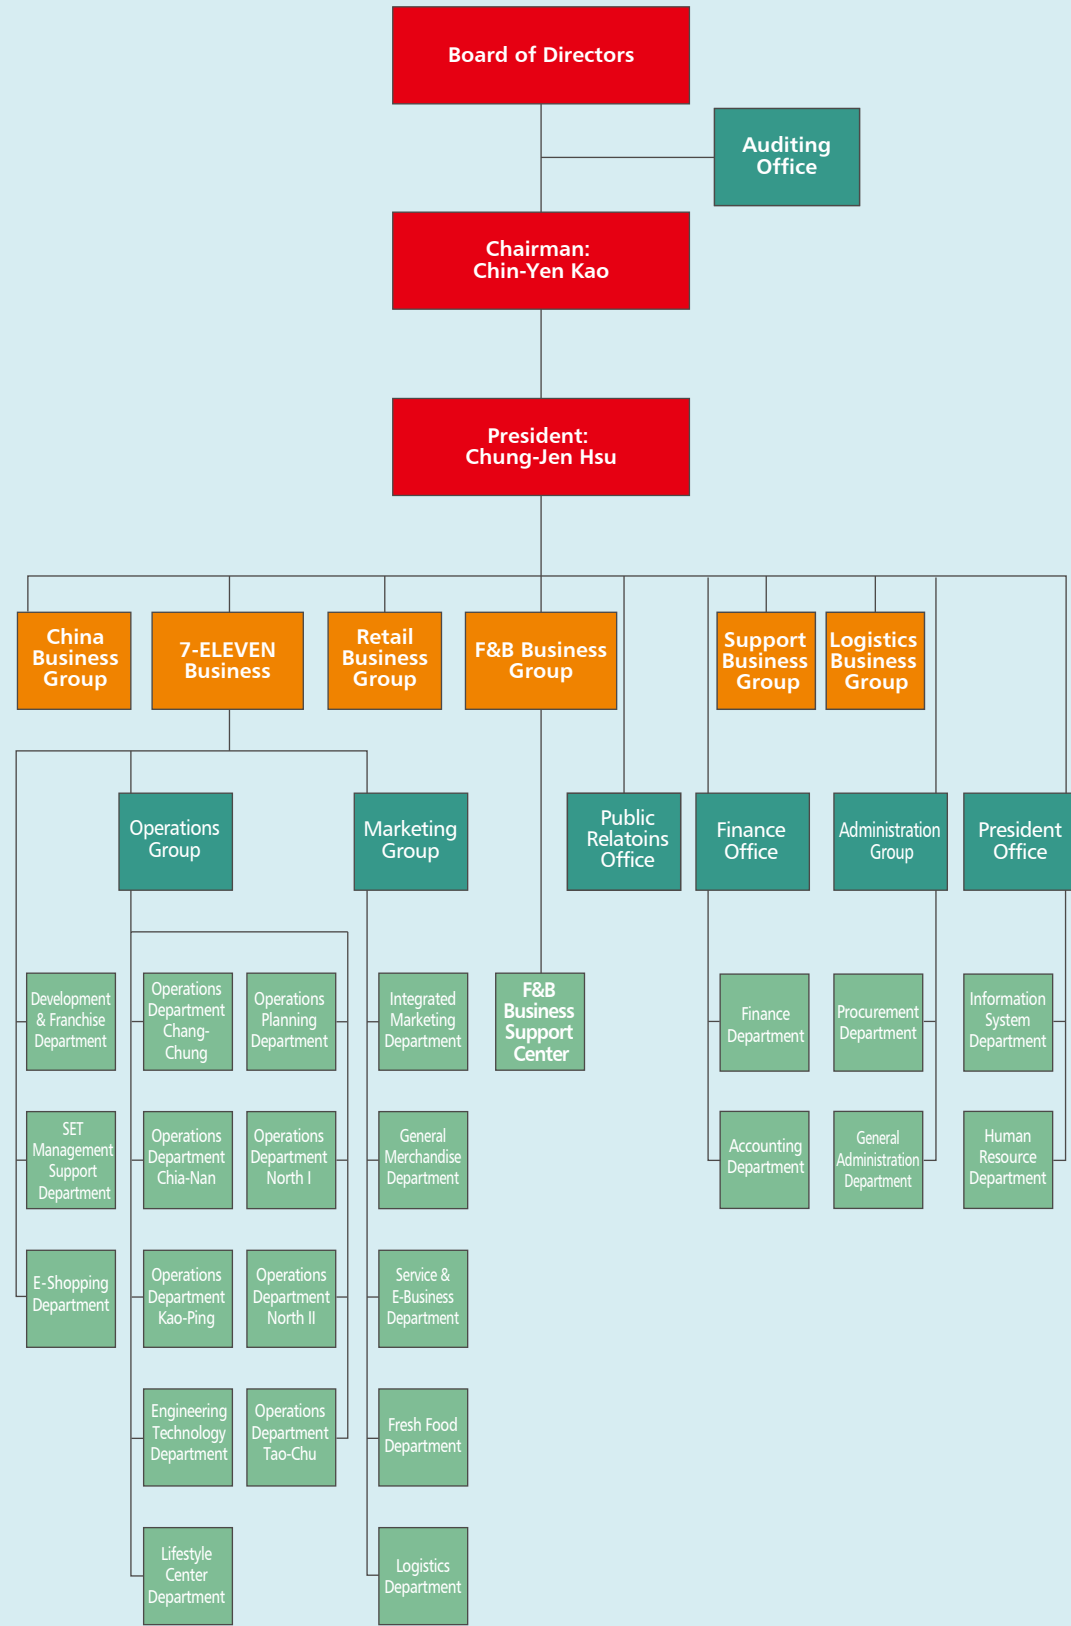 Board of Directors
Auditing
Office
Chairman:
Chin-Yen Kao
President:
Chung-Jen Hsu
China
Business
Group
7-ELEVEN
Business
Retail
Business
Group
F&B Business
Group
Support
Business
Group
Logistics
Business
Group
Operations
Group
Marketing
Group
Public
Relatoins
Office
Finance
Office
Administration
Group
President
Office
Development
& Franchise
Department
Operations
Department
Chang-
Chung
Operations
Planning
Department
Integrated
Marketing
Department
F&B
Business
Support
Center
Finance
Department
Procurement
Department
Information
System
Department
SET
Management
Support
Department
Operations
Department
Chia-Nan
Operations
Department
North I
General
Merchandise
Department
Accounting
Department
General
Administration
Department
Human
Resource
Department
E-Shopping
Department
Operations
Department
Kao-Ping
Operations
Department
North II
Service &
E-Business
Department
Engineering
Technology
Department
Operations
Department
Tao-Chu
Fresh Food
Department
Lifestyle
Center
Department
Logistics
Department